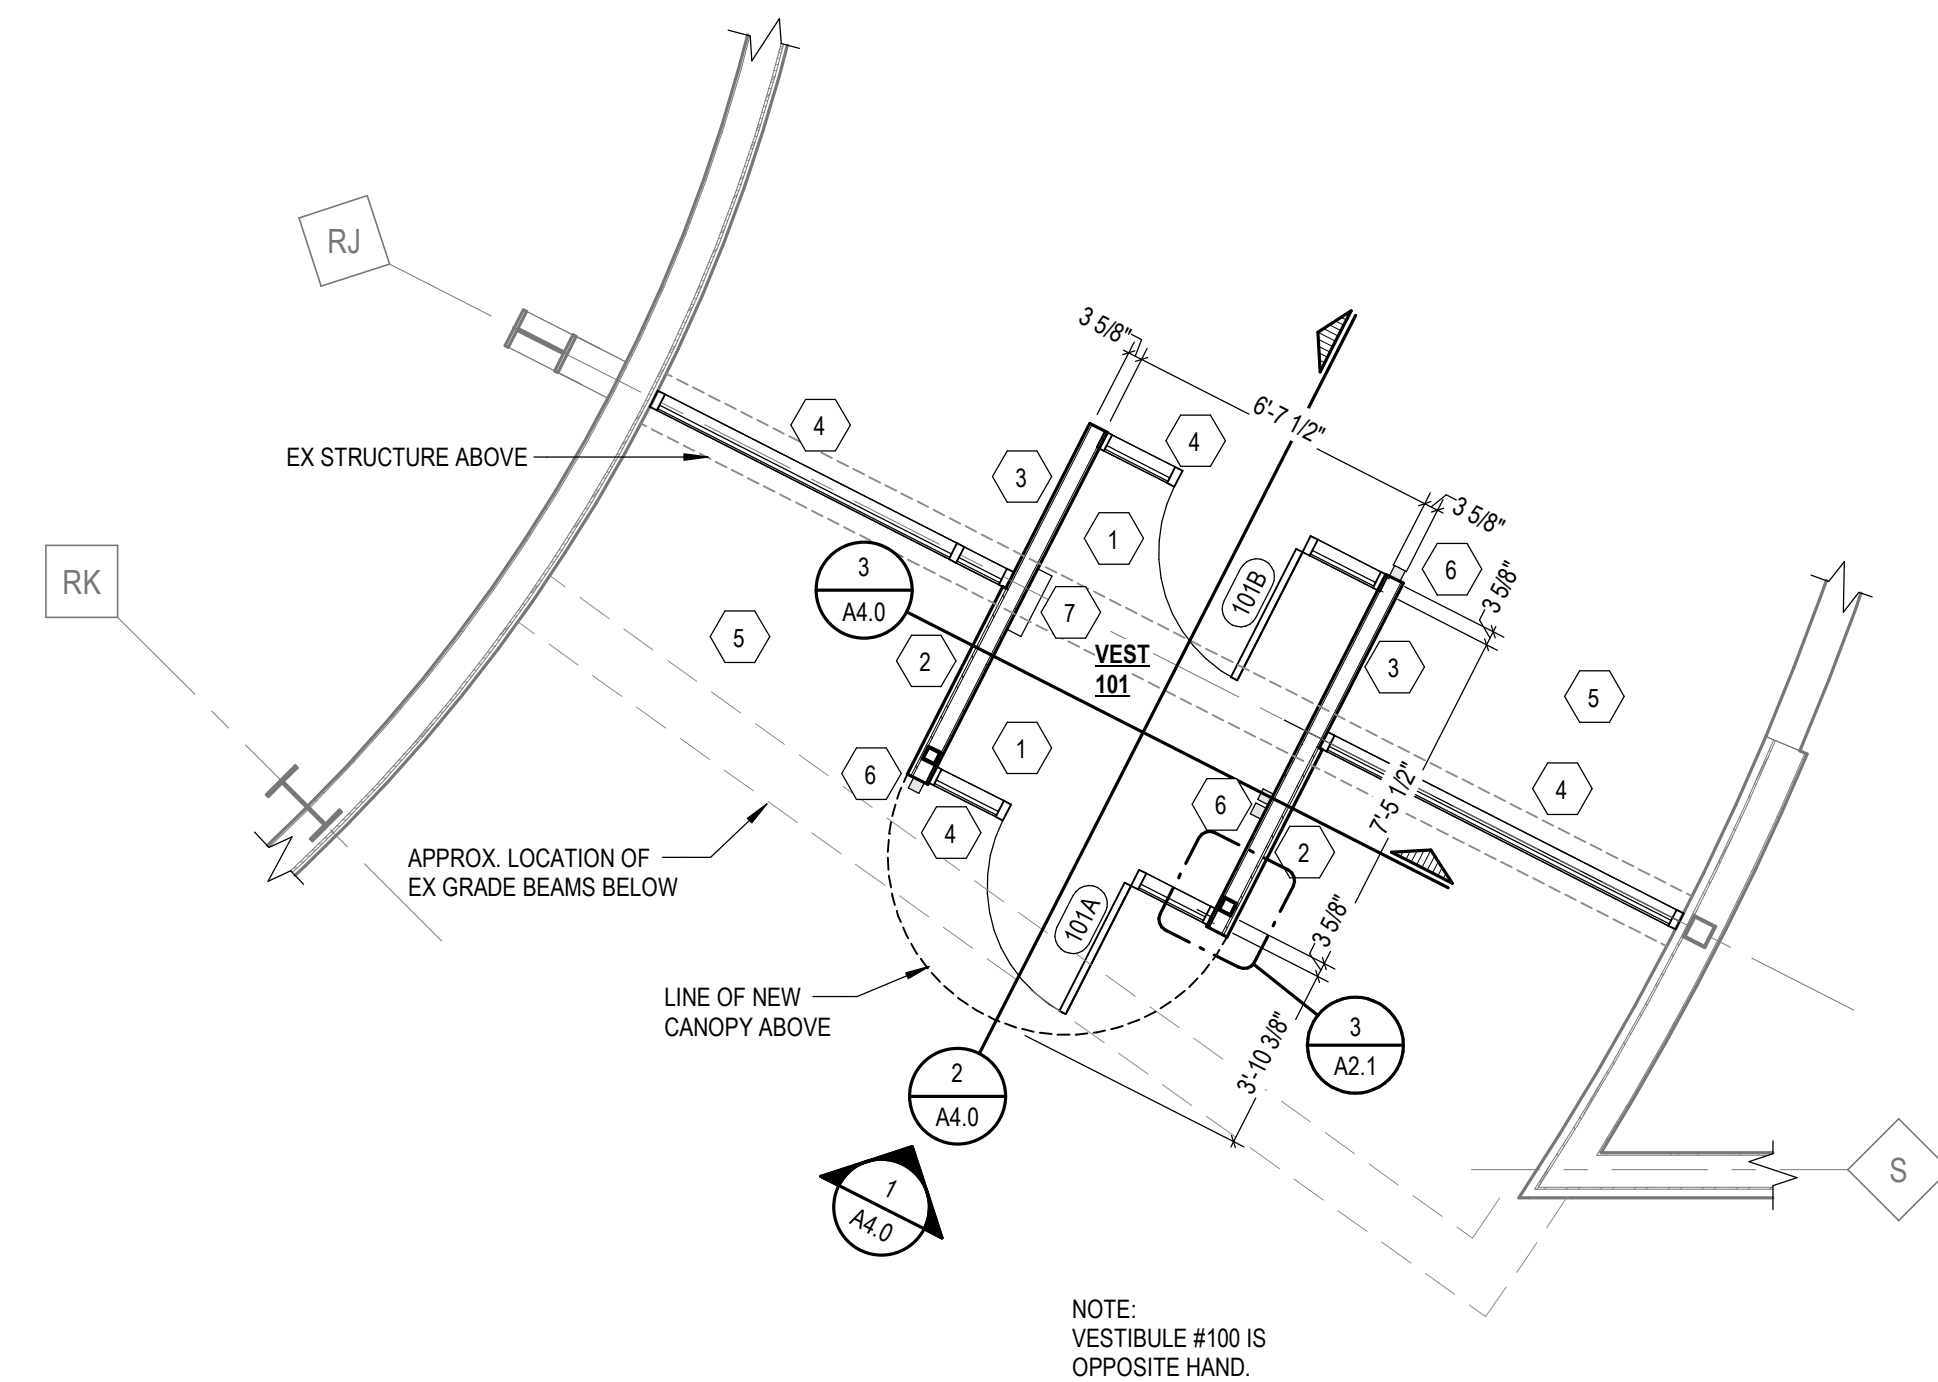 RJ
3 5/8"
6'-7 1/2"
4
4
EX STRUCTURE ABOVE
3
3 5/8"
1
RK
3
A4.0
6
3 5/8"
101B
7
5
2
VEST
101
3
5
1
6
6
7'-5 1/2"
4
4
2
APPROX. LOCATION OF
EX GRADE BEAMS BELOW
101A
3 5/8"
LINE OF NEW
CANOPY ABOVE
3
A2.1
3'-10 3/8"
2
A4.0
S
1
A4.0
NOTE:
VESTIBULE #100 IS
OPPOSITE HAND.